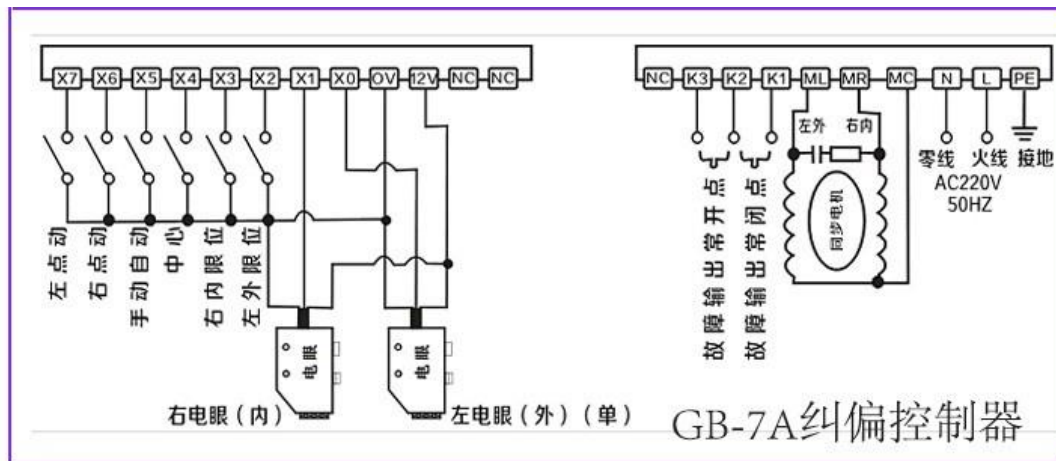 X7 X6 X5 X4 X3 X2 X1 X0 0V 12V NC NC
左点动
右点动
手动自动
中心
右内限位
左外限位
电眼
电眼
右电眼（内）
左电眼（外）（单）
NC K3 K2 K1 ML MR MC N L PE
左外 右内
同步电机
故障输出常开点
故障输出常闭点
零线 火线 接地
AC220V
50HZ
GB-7A纠偏控制器